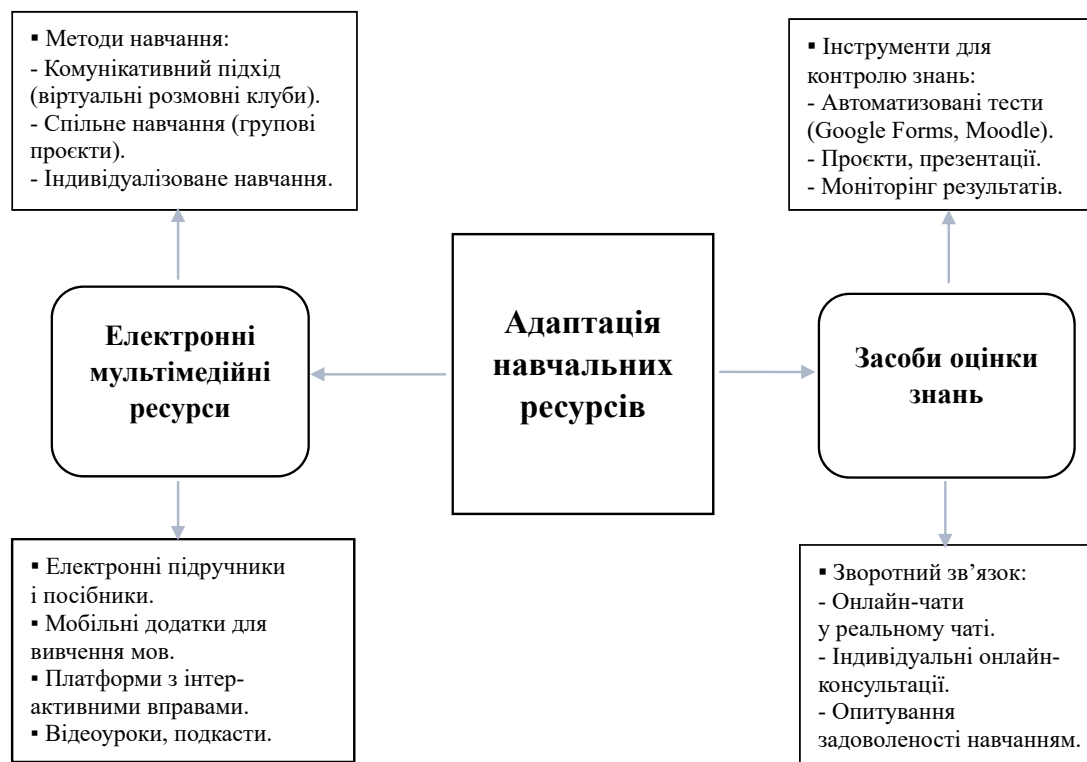 ▪ Методи навчання:
- Комунікативний підхід
(віртуальні розмовні клуби).
- Спільне навчання (групові
проєкти).
- Індивідуалізоване навчання.
▪ Інструменти для
контролю знань:
- Автоматизовані тести
(Google Forms, Moodle).
- Проєкти, презентації.
- Моніторинг результатів.
Електронні
мультімедійні
ресурси
Адаптація
навчальних
ресурсів
Засоби оцінки
знань
▪ Електронні підручники
і посібники.
▪ Мобільні додатки для
вивчення мов.
▪ Платформи з інтер-
активними вправами.
▪ Відеоуроки, подкасти.
▪ Зворотний зв’язок:
- Онлайн-чати
у реальному чаті.
- Індивідуальні онлайн-
консультації.
- Опитування
задоволеності навчанням.